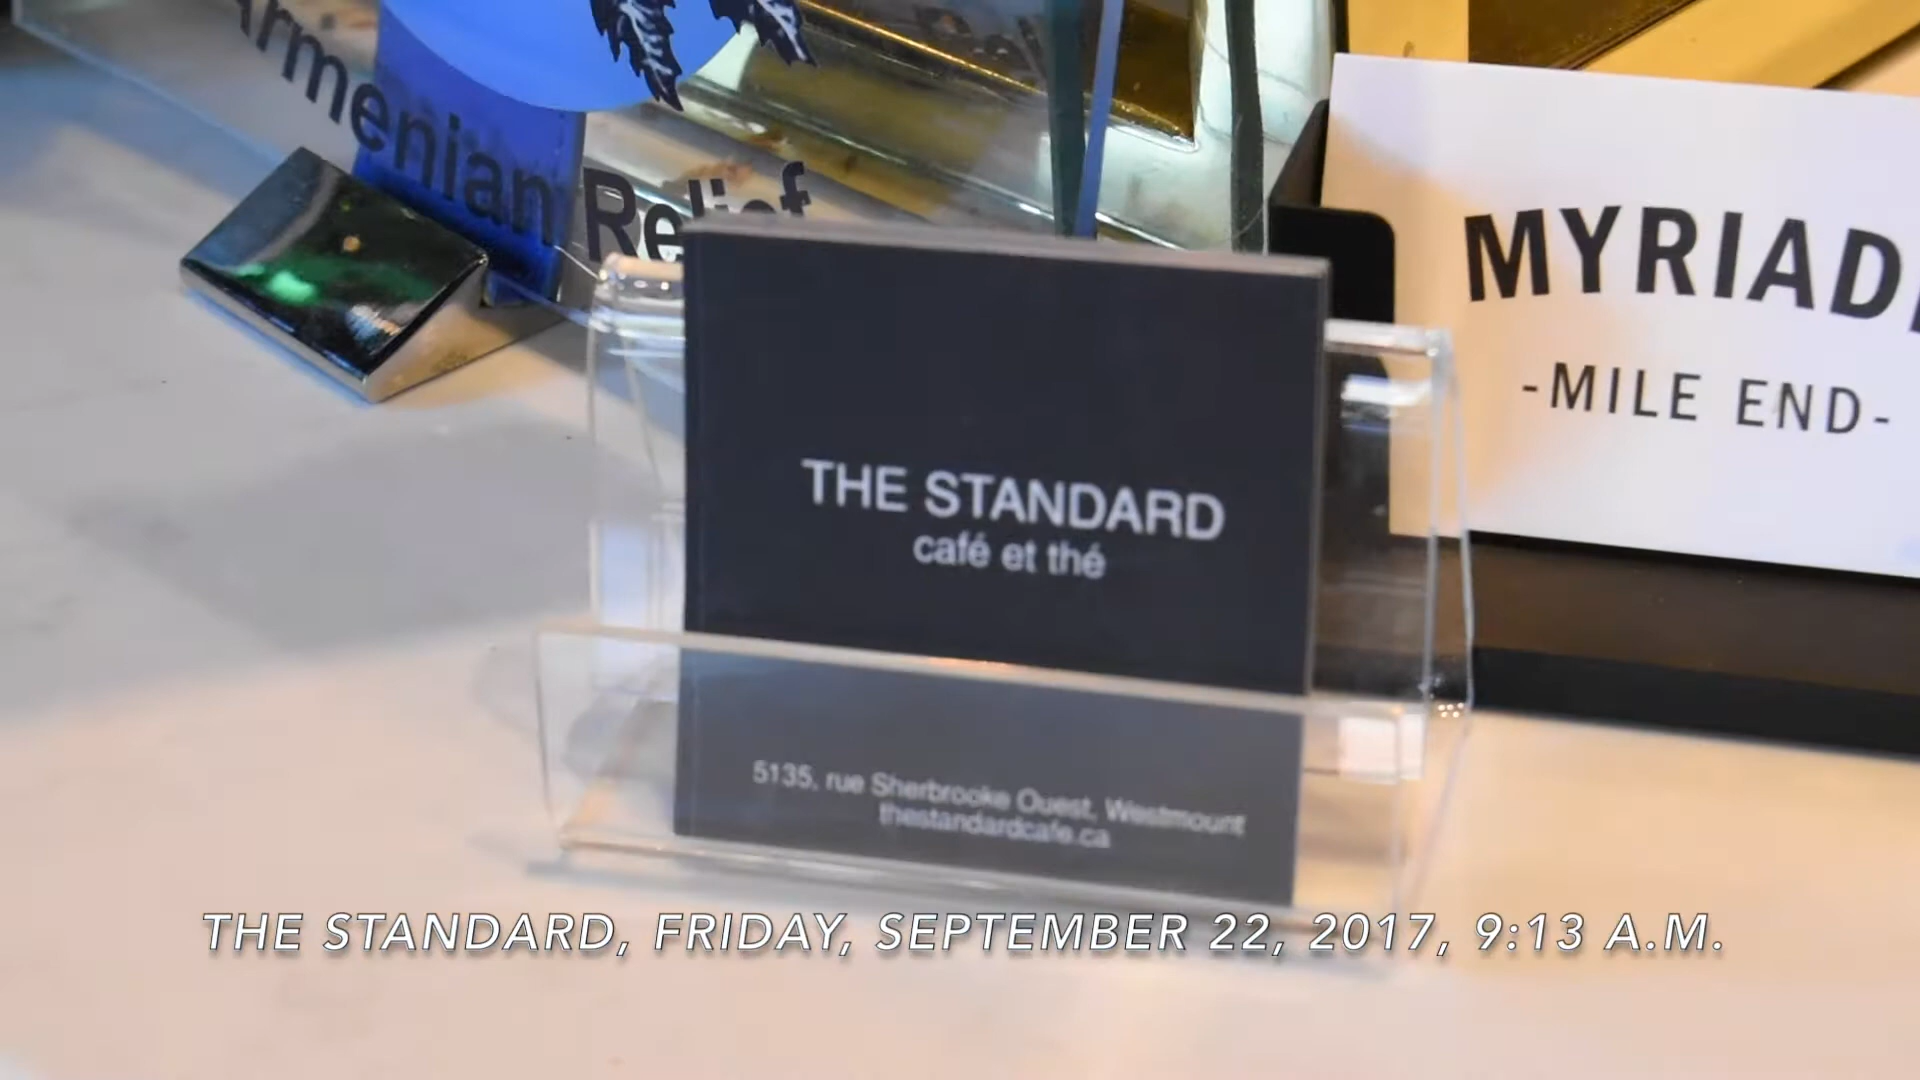 Armenian Relief
MYRIAD
-MILE END-
THE STANDARD
café et thé
5135, rue Sherbrooke Ouest, Westmount
thestandardcafe.ca
THE STANDARD, FRIDAY, SEPTEMBER 22, 2017, 9:13 A.M.